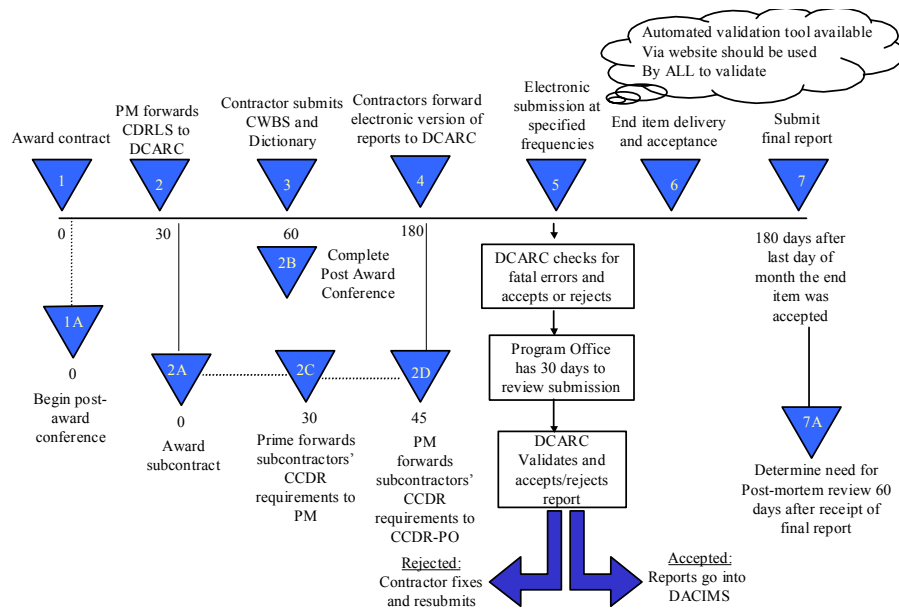 Automated validation tool available
Via website should be used
By ALL to validate
Award contract
PM forwards
CDRLS to
DCARC
Contractor submits
CWBS and
Dictionary
Contractors forward
electronic version of
reports to DCARC
Electronic
submission at
specified
frequencies
End item delivery
and acceptance
Submit
final report
1
2
3
4
5
6
7
0
30
60
180
2B
Complete
Post Award
Conference
DCARC checks for
fatal errors and
accepts or rejects
180 days after
last day of
month the end
item was
accepted
1A
0
Begin post-
award
conference
2A
0
Award
subcontract
2C
30
Prime forwards
subcontractors’
CCDR
requirements to
PM
2D
45
PM
forwards
subcontractors’
CCDR
requirements to
CCDR-PO
Program Office
has 30 days to
review submission
DCARC
Validates and
accepts/rejects
report
7A
Determine need for
Post-mortem review 60
days after receipt of
final report
Rejected:
Contractor fixes
and resubmits
Accepted:
Reports go into
DACIMS